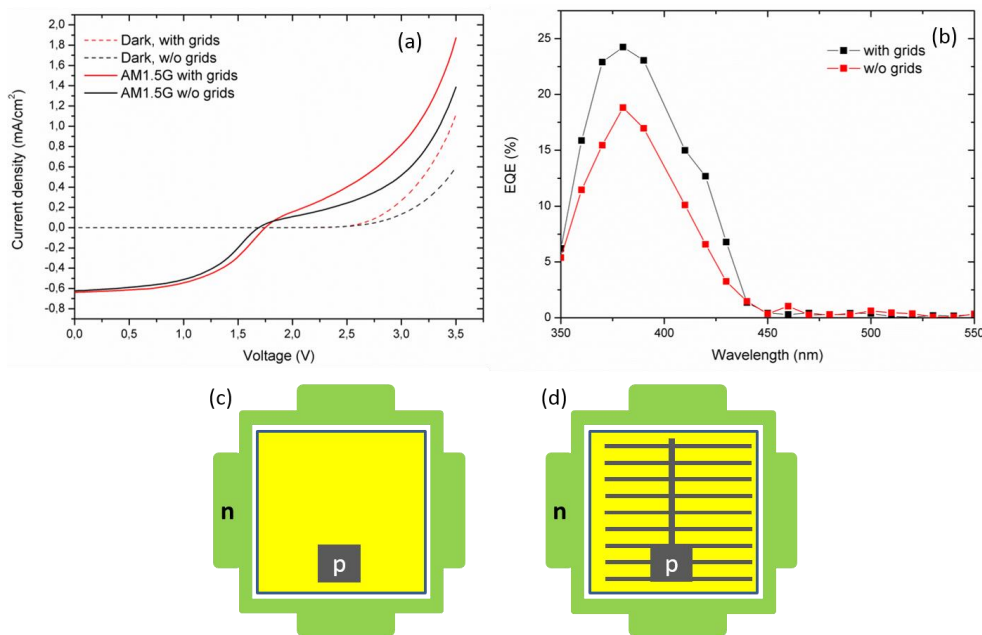 (a)
Dark, with grids
Dark, w/o grids
AM1.5G with grids
AM1.5G w/o grids
Current density (mA/cm²)
2,0
1,8
1,6
1,4
1,2
1,0
0,8
0,6
0,4
0,2
0,0
-0,2
-0,4
-0,6
-0,8
0,0 0,5 1,0 1,5 2,0 2,5 3,0 3,5
Voltage (V)
(b)
with grids
w/o grids
EQE (%)
25
20
15
10
5
0
350 400 450 500 550
Wavelength (nm)
(c)
n
p
(d)
n
p